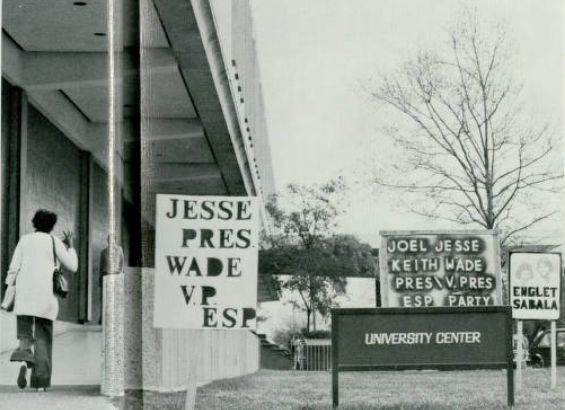 JESSE
PRES.
WADE
V.P.
ESP
JOEL JESSE
KEITH WADE
PRES\V.PRES
ESP PARTY
UNIVERSITY CENTER
ENGLET
SABALA